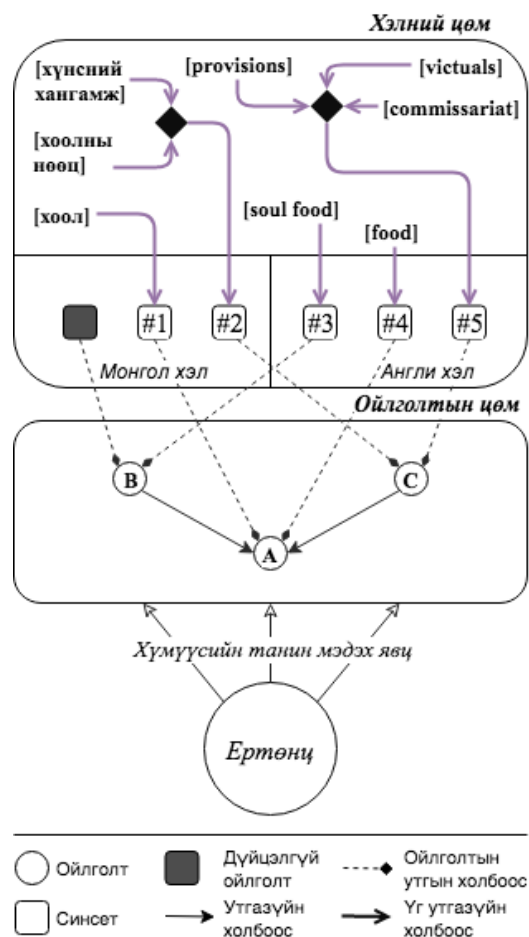 Хэлний цөм
[хүнсний
хангамж]
[provisions]
[victuals]
[commissariat]
[хоолны
нөөц]
[хоол]
[soul food]
[food]
#1
#2
#3
#4
#5
Монгол хэл
Англи хэл
Ойлголтын цөм
B
C
A
Хүмүүсийн танин мэдэх явц
Ертөнц
Ойлголт
Дүйцэлгүй
ойлголт
Ойлголтын
утгын холбоос
Синсет
Утгазүйн
холбоос
Үг утгазүйн
холбоос